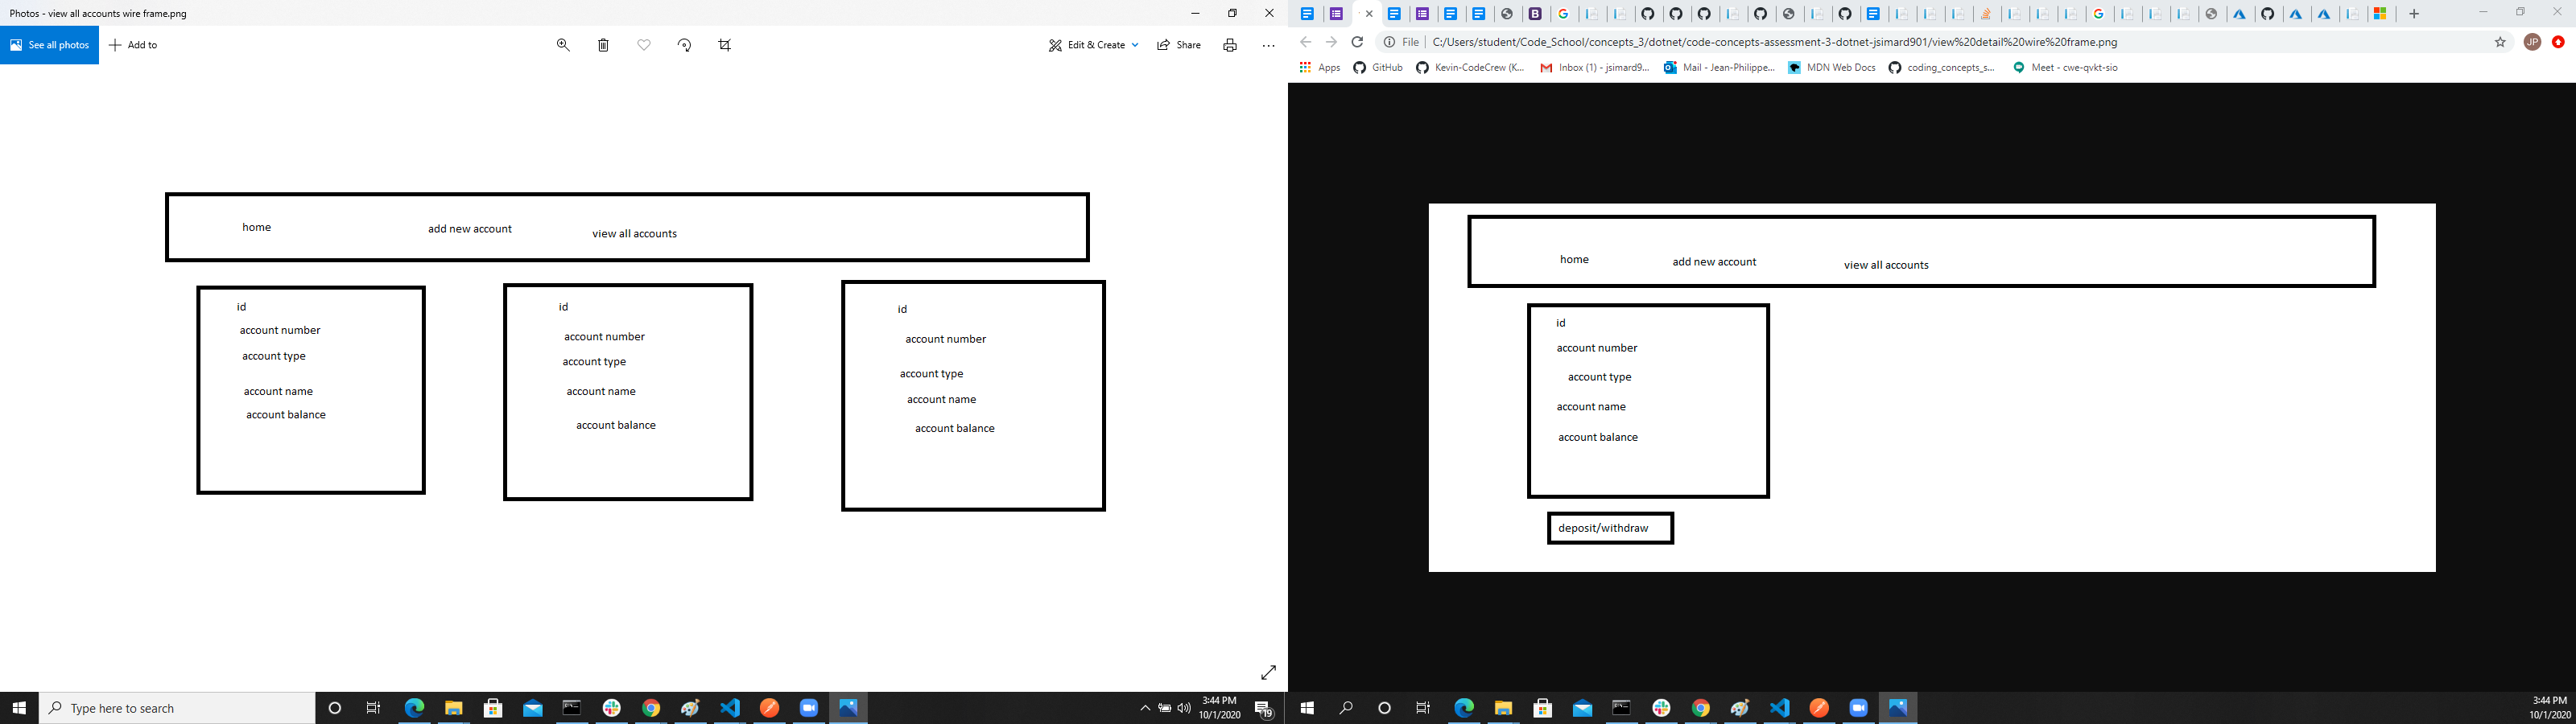 Photos - view all accounts wire frame.png
See all photos
Add to
Edit & Create
Share
home
add new account
view all accounts
id
account number
account type
account name
account balance
id
account number
account type
account name
account balance
id
account number
account type
account name
account balance
Type here to search
3:44 PM
10/1/2020
19
File
C:/Users/student/Code_School/concepts_3/dotnet/code-concepts-assessment-3-dotnet-jsimard901/view%20detail%20wire%20frame.png
JP
Apps
GitHub
Kevin-CodeCrew (K...
Inbox (1) - jsimard9...
Mail - Jean-Philippe...
MDN Web Docs
coding_concepts_s...
Meet - cwe-qvkt-sio
home
add new account
view all accounts
id
account number
account type
account name
account balance
deposit/withdraw
3:44 PM
10/1/2020